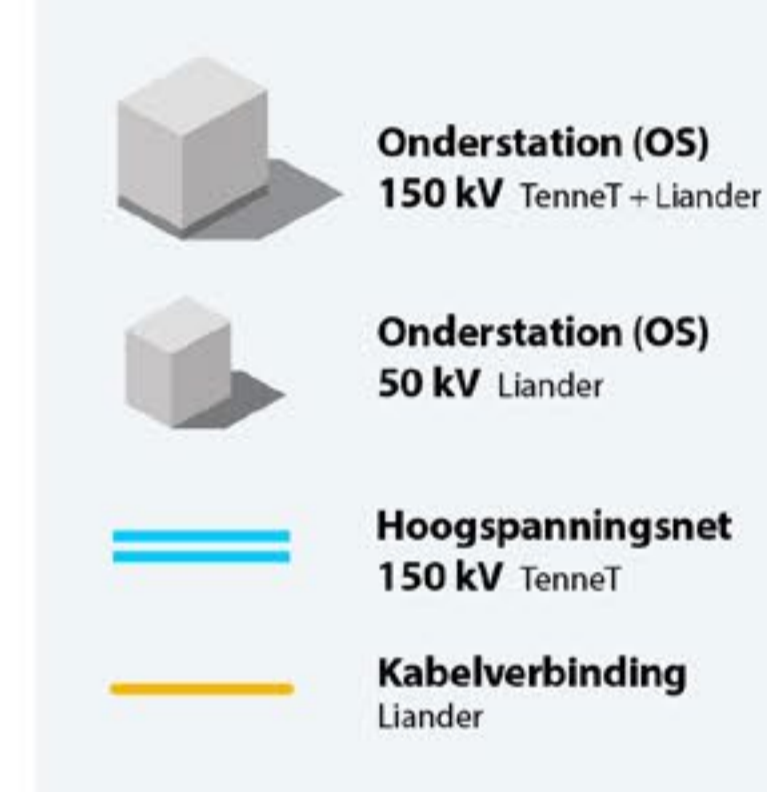 Onderstation (OS)
150 kV TenneT + Liander
Onderstation (OS)
50 kV Liander
Hoogspanningsnet
150 kV TenneT
Kabelverbinding
Liander